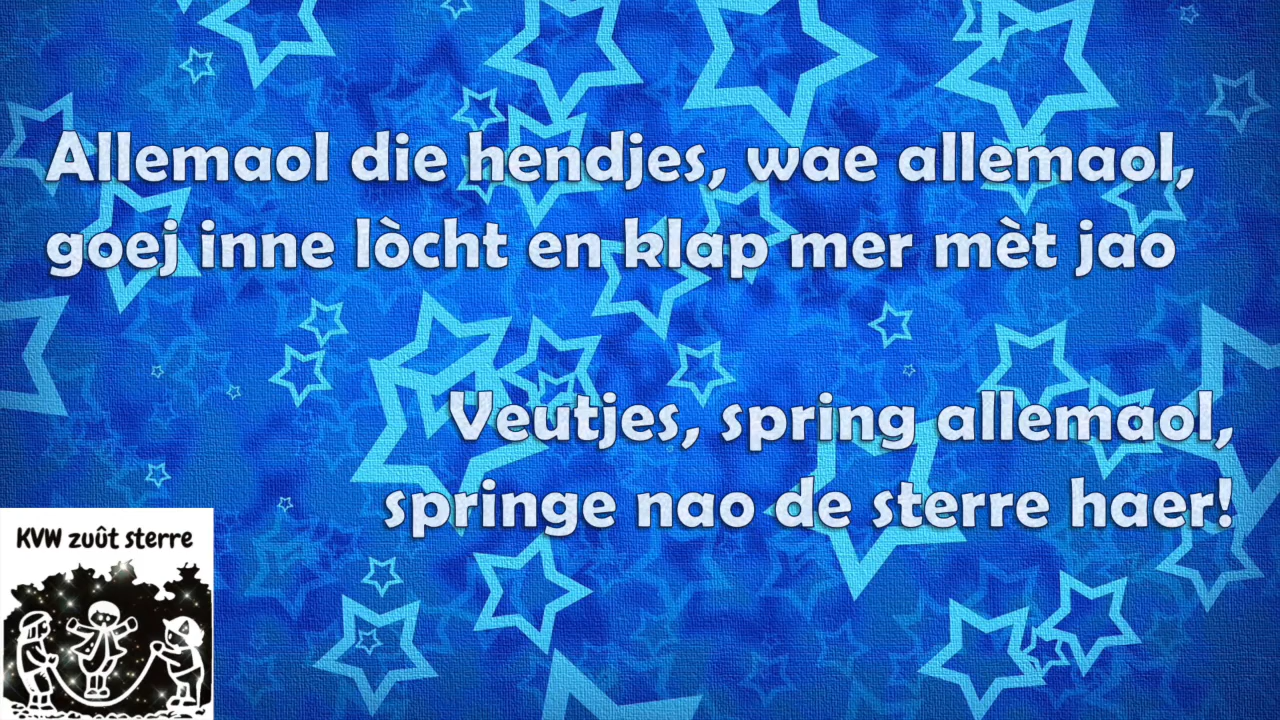 Allemaol die hendjes, wae allemaol,
goej inne lòcht en klap mer mèt jao
Veutjes, spring allemaol,
springe nao de sterre haer!
KVW zuût sterre